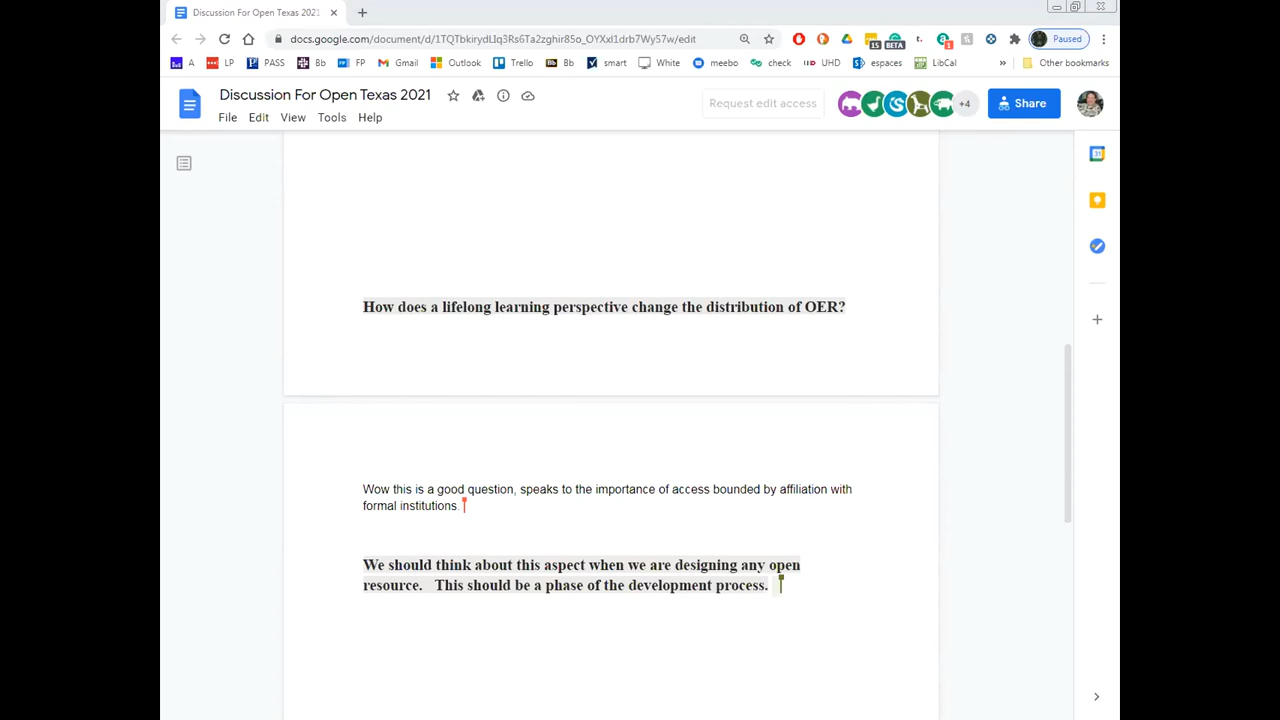 Discussion For Open Texas 2021
docs.google.com/document/d/1TQTbkirydLIq3Rs6Ta2zghir85o_OYXxl1drb7Wy57w/edit
15
BETA
t.
1
Paused
A LP PASS Bb FP Gmail Outlook Trello Bb smart White meebo check UHD espaces LibCal » Other bookmarks
Discussion For Open Texas 2021
Request edit access
+4
Share
File Edit View Tools Help
31
How does a lifelong learning perspective change the distribution of OER?
Wow this is a good question, speaks to the importance of access bounded by affiliation with
formal institutions.
We should think about this aspect when we are designing any open
resource. This should be a phase of the development process.